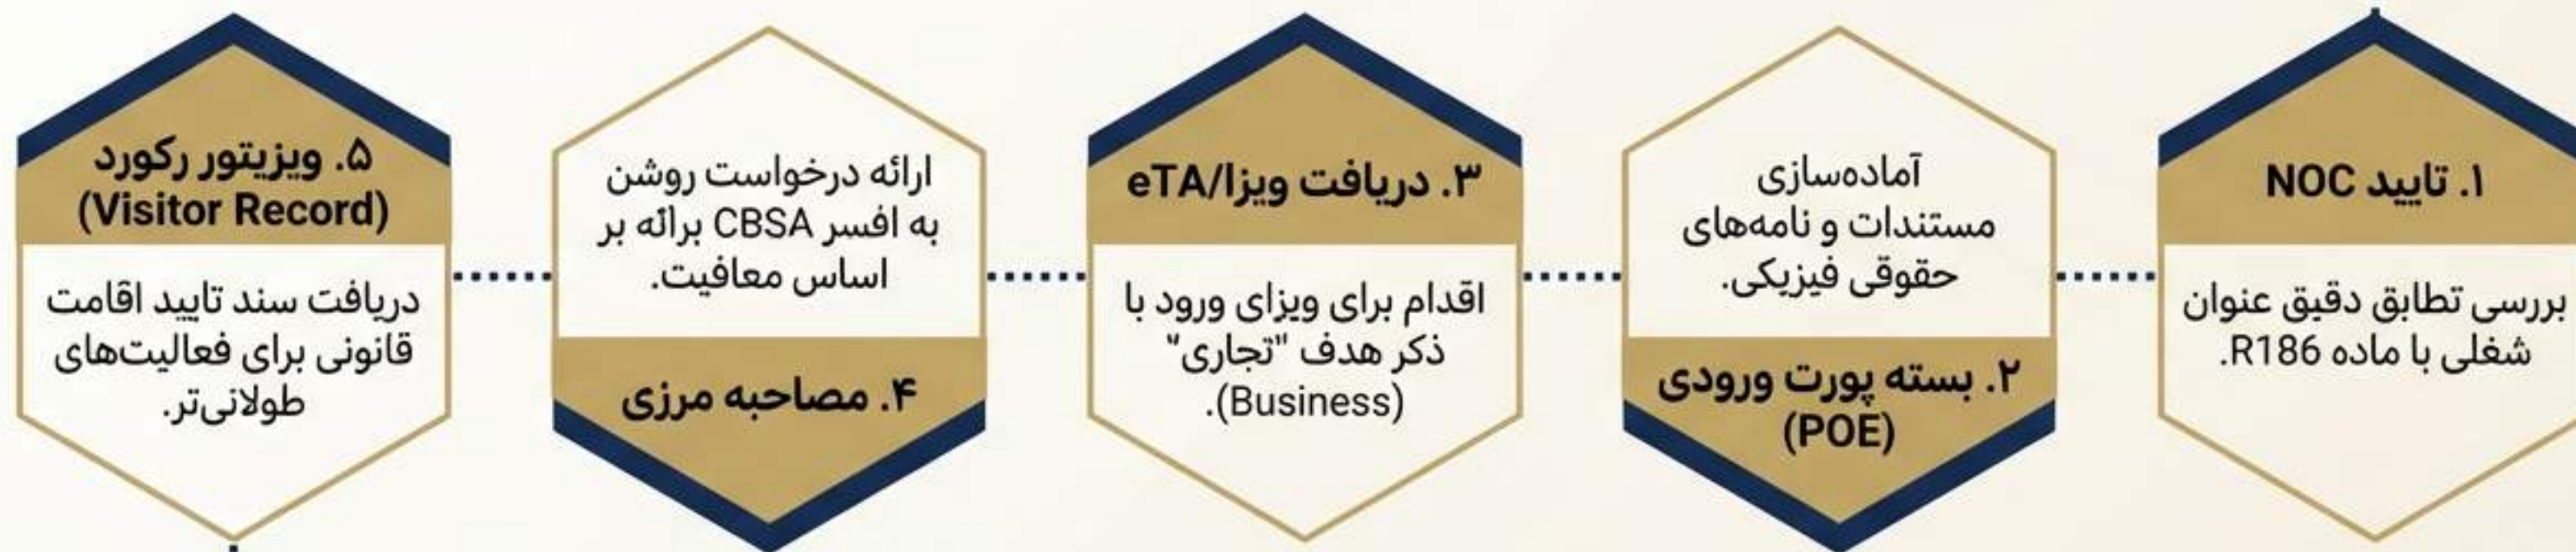 ۱. تایید NOC
بررسی تطابق دقیق عنوان
شغلی با ماده R186.
آماده‌سازی
مستندات و نامه‌های
حقوقی فیزیکی.
۲. بسته پورت ورودی
(POE)
۳. دریافت ویزا/eTA
اقدام برای ویزای ورود با
ذکر هدف "تجاری"
(Business).
ارائه درخواست روشن
به افسر CBSA برائه بر
اساس معافیت.
۴. مصاحبه مرزی
۵. ویزیتور رکورد
(Visitor Record)
دریافت سند تایید اقامت
قانونی برای فعالیت‌های
طولانی‌تر.